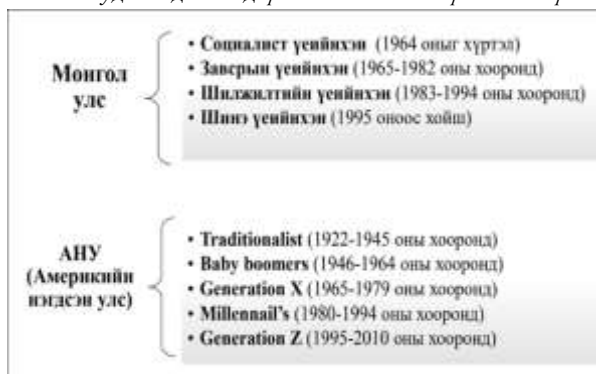 Монгол
улс
• Социалист үеийнхэн (1964 оныг хүртэл)
• Завсрын үеийнхэн (1965-1982 оны хооронд)
• Шилжилтийн үеийнхэн (1983-1994 оны хооронд)
• Шинэ үеийнхэн (1995 оноос хойш)
АНУ
(Америкийн
нэгдсэн улс)
• Traditionalist (1922-1945 оны хооронд)
• Baby boomers (1946-1964 оны хооронд)
• Generation X (1965-1979 оны хооронд)
• Millennail's (1980-1994 оны хооронд)
• Generation Z (1995-2010 оны хооронд)